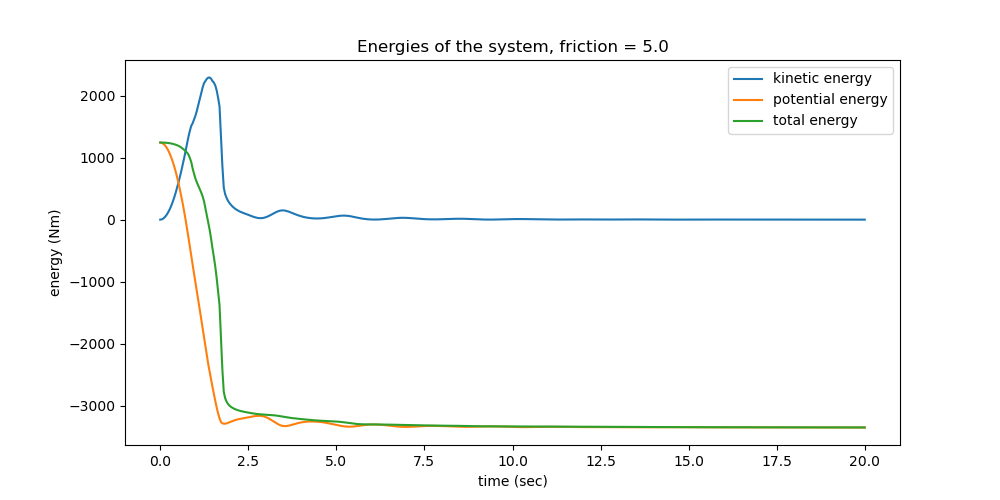 Energies of the system, friction = 5.0
kinetic energy
potential energy
total energy
energy (Nm)
2000
1000
0
−1000
−2000
−3000
0.0 2.5 5.0 7.5 10.0 12.5 15.0 17.5 20.0
time (sec)